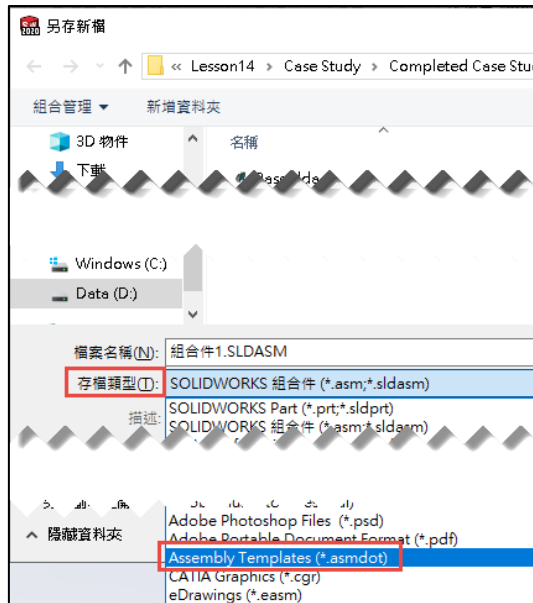 另存新檔
« Lesson14 > Case Study > Completed Case Stu
組合管理 ▼ 新增資料夾
3D 物件
名稱
下載
Windows (C:)
Data (D:)
檔案名稱(N): 組合件1.SLDASM
存檔類型(T): SOLIDWORKS 組合件 (*.asm;*.sldasm)
描述: SOLIDWORKS Part (*.prt;*.sldprt)
SOLIDWORKS 組合件 (*.asm;*.sldasm)
Adobe Photoshop Files (*.psd)
隱藏資料夾
Adobe Portable Document Format (*.pdf)
Assembly Templates (*.asmdot)
CATIA Graphics (*.cgr)
eDrawings (*.easm)